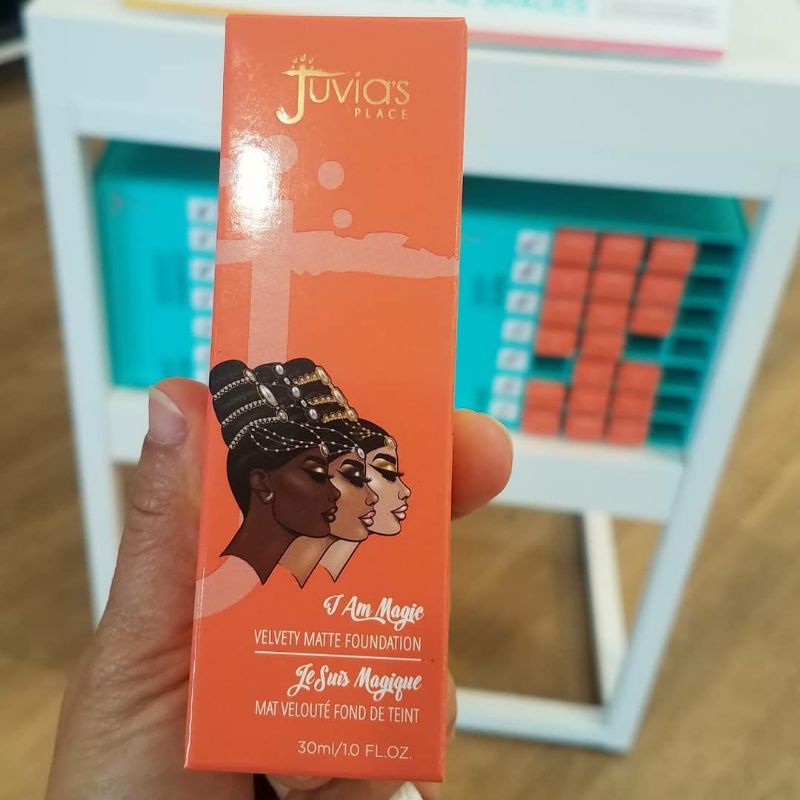 SHADES
Juvia's
PLACE
I Am Magic
VELVETY MATTE FOUNDATION
Je Suis Magique
MAT VELOUTÉ FOND DE TEINT
30ml/1.0 FL.OZ.